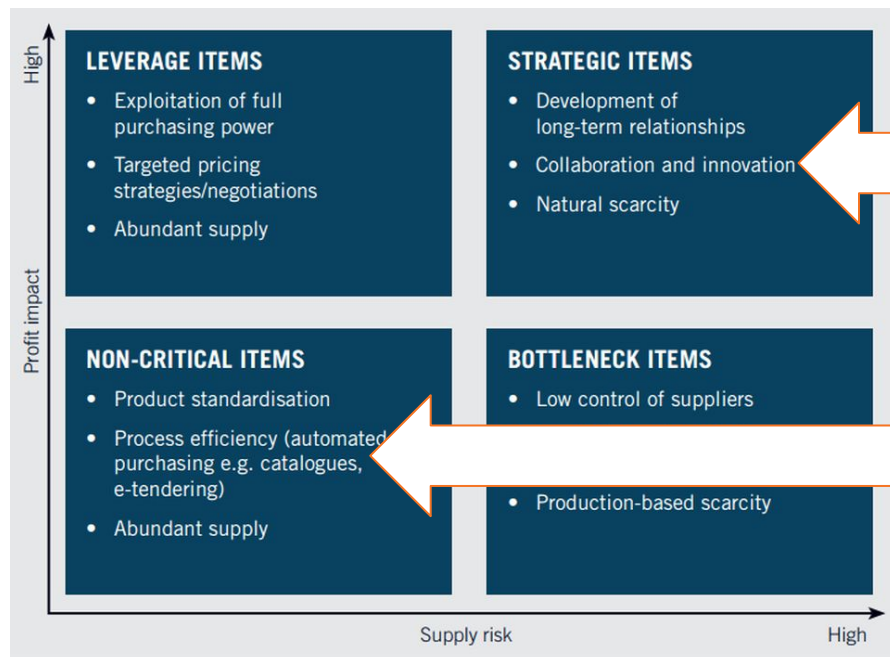 High
LEVERAGE ITEMS
• Exploitation of full
purchasing power
• Targeted pricing
strategies/negotiations
• Abundant supply
STRATEGIC ITEMS
• Development of
long-term relationships
• Collaboration and innovation
• Natural scarcity
Profit impact
NON-CRITICAL ITEMS
• Product standardisation
• Process efficiency (automated
purchasing e.g. catalogues,
e-tendering)
• Abundant supply
BOTTLENECK ITEMS
• Low control of suppliers
• Production-based scarcity
Supply risk
High